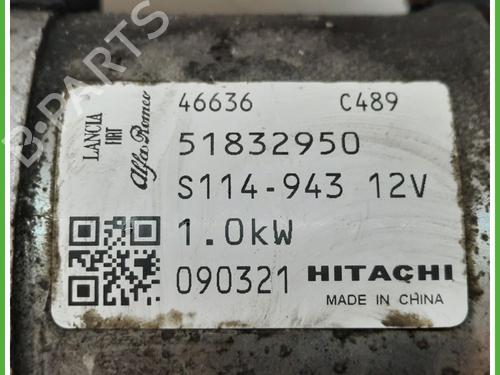 B-PARTS
LANCIA
FIAT
Alfa Romeo
46636 C489
51832950
S114-943 12V
1.0kW
090321 HITACHI
MADE IN CHINA